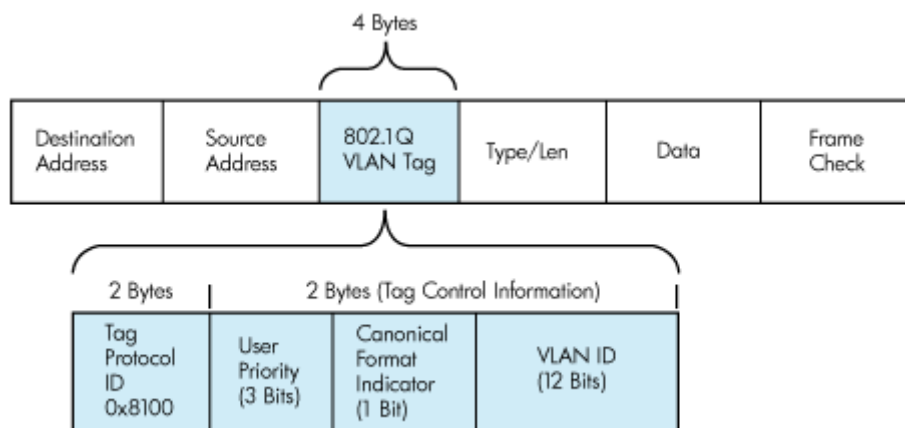 4 Bytes
Destination
Address
Source
Address
802.1Q
VLAN Tag
Type/Len
Data
Frame
Check
2 Bytes
2 Bytes (Tag Control Information)
Tag
Protocol
ID
0x8100
User
Priority
(3 Bits)
Canonical
Format
Indicator
(1 Bit)
VLAN ID
(12 Bits)